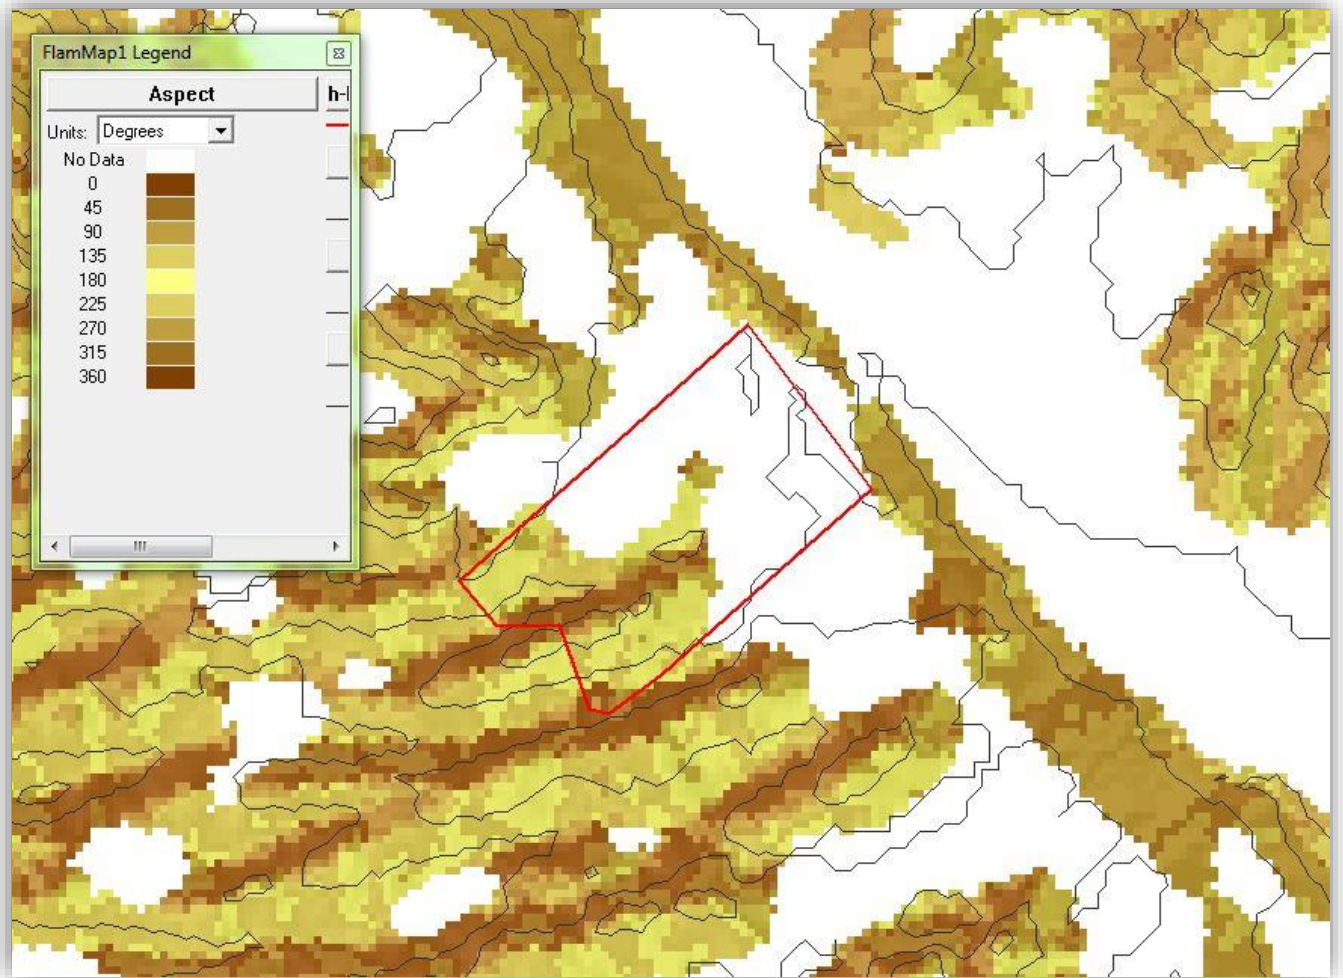 FlamMap1 Legend
Aspect
h-
Units: Degrees
No Data
0
45
90
135
180
225
270
315
360